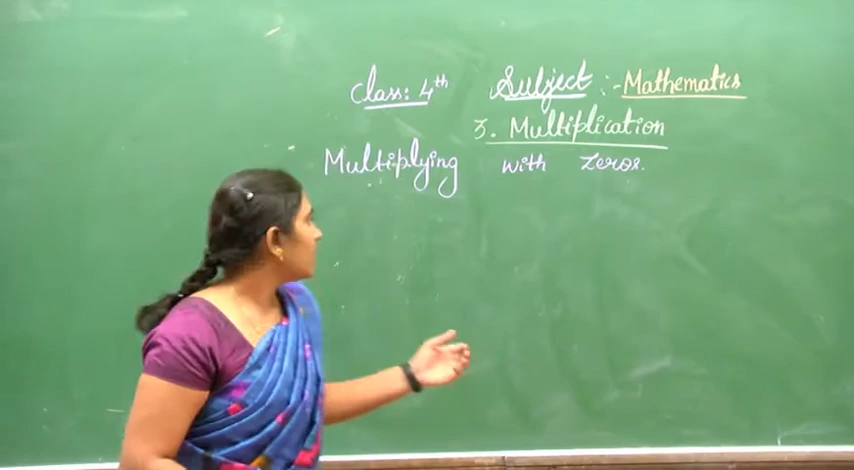 Class: 4th Subject :- Mathematics
3. Multiplication
Multiplying with zeros.